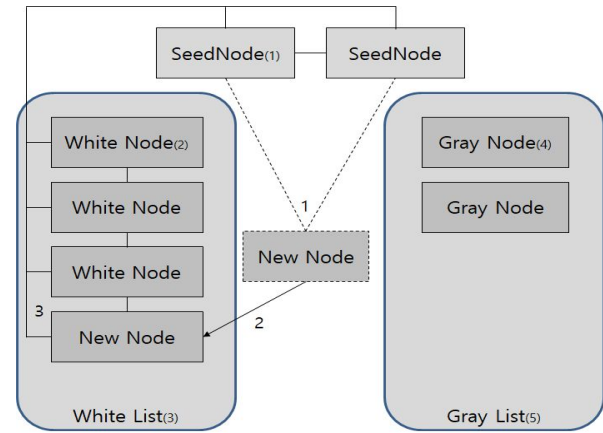 SeedNode(1)
SeedNode
White Node(2)
White Node
White Node
3
New Node
White List(3)
1
New Node
2
Gray Node(4)
Gray Node
Gray List(5)